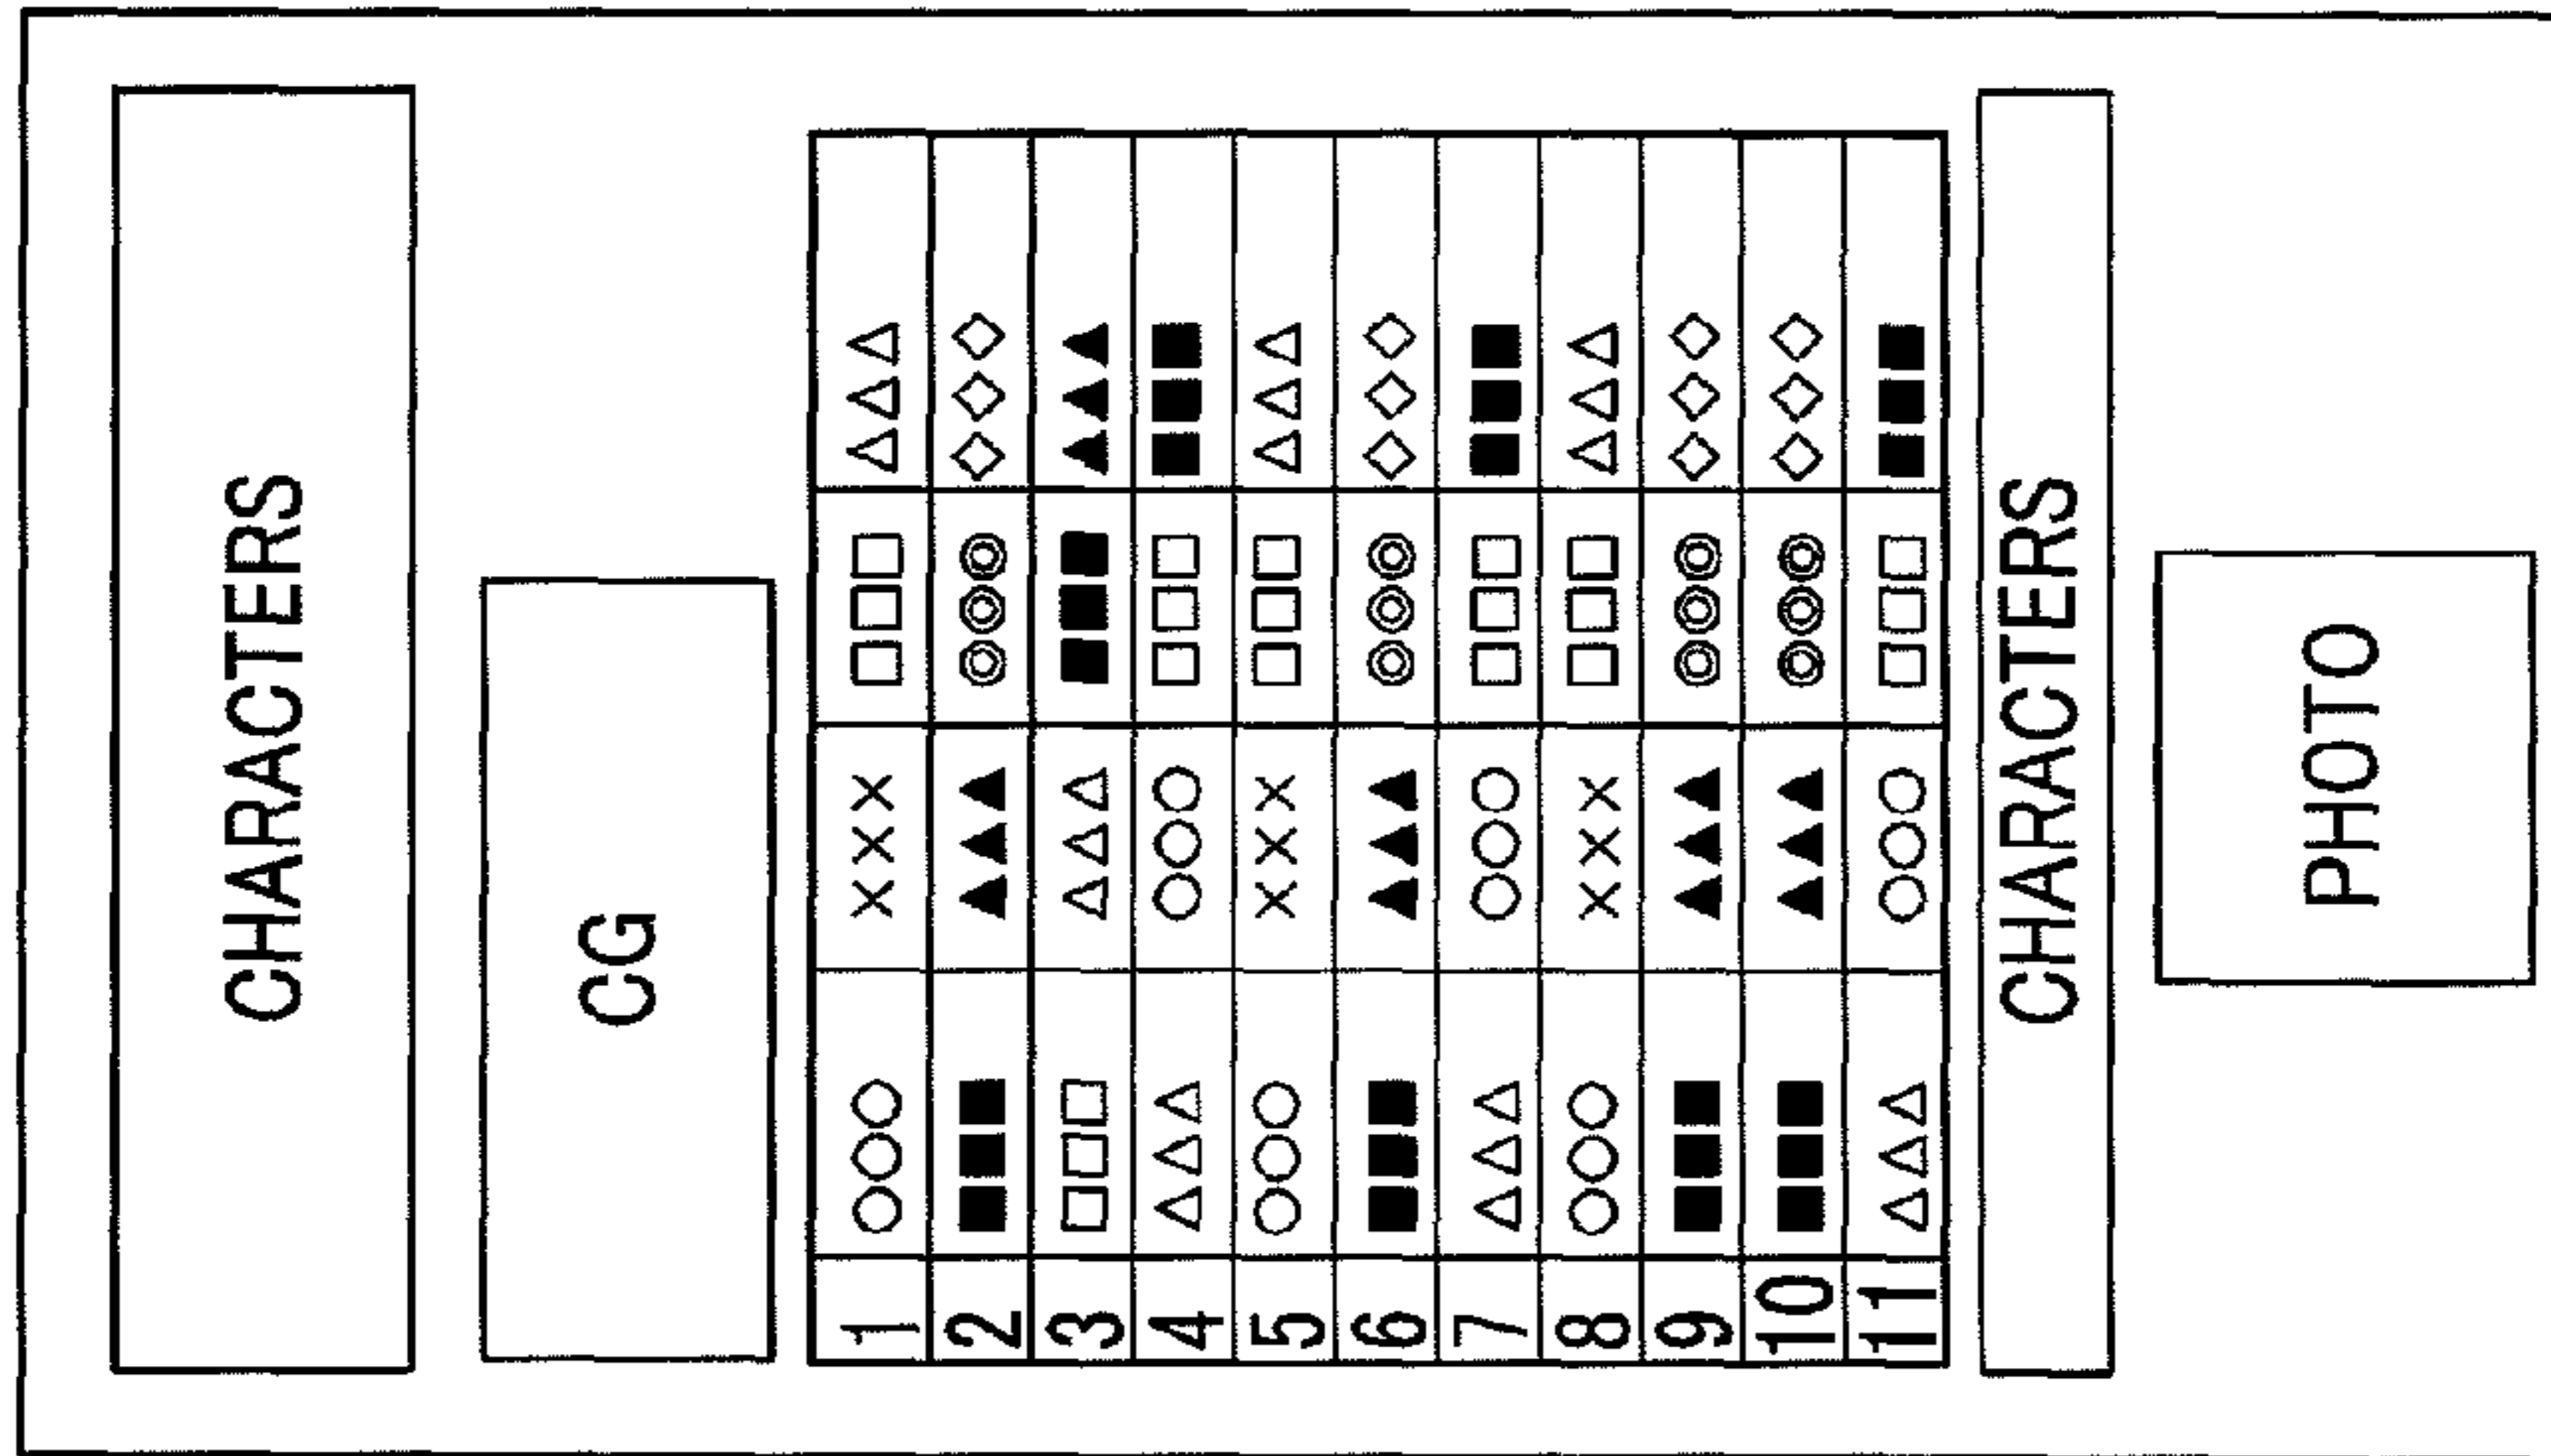 CHARACTERS
CG
1 ○○○ ××× □□□ △△△
2 ■■■ ▲▲▲ ◎◎◎ ◇◇◇
3 □□□ △△△ ■■■ ▲▲▲
4 △△△ ○○○ □□□ ■■■
5 ○○○ ××× □□□ △△△
6 ■■■ ▲▲▲ ◎◎◎ ◇◇◇
7 △△△ ○○○ □□□ ■■■
8 ○○○ ××× □□□ △△△
9 ■■■ ▲▲▲ ◎◎◎ ◇◇◇
10 ■■■ ▲▲▲ ◎◎◎ ◇◇◇
11 △△△ ○○○ □□□ ■■■
CHARACTERS
PHOTO